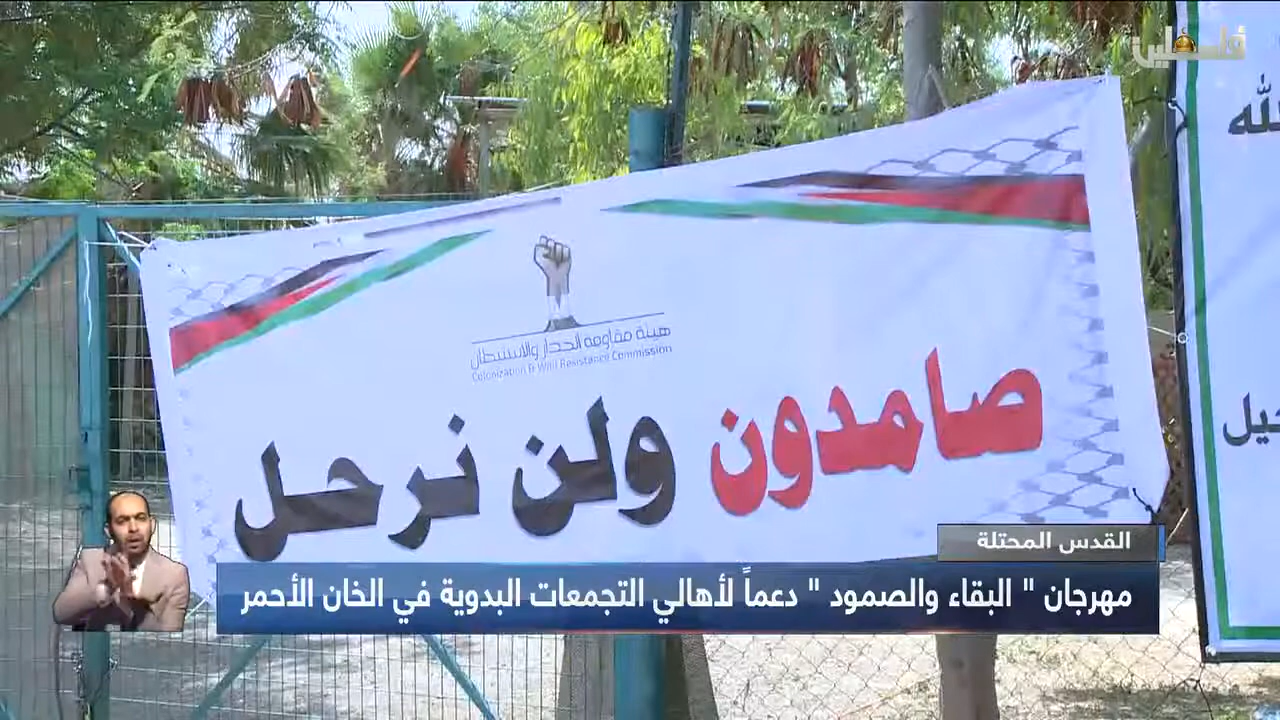 فلسطين
لله
هيئة مقاومة الجدار والاستيطان
Colonization & Wall Resistance Commission
صامدون ولن نرحل
القدس المحتلة
مهرجان " البقاء والصمود " دعماً لأهالي التجمعات البدوية في الخان الأحمر